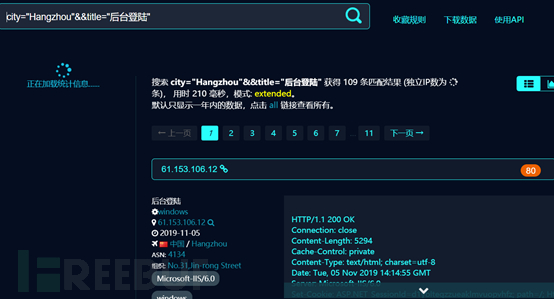 city="Hangzhou"&&title="后台登陆"
收藏规则 下载数据 使用API
正在加载统计信息......
搜索 city="Hangzhou"&&title="后台登陆" 获得 109 条匹配结果 (独立IP数为
条)， 用时 210 毫秒，模式: extended。
默认只显示一年内的数据，点击 all 链接查看所有。
←上一页 1 2 3 4 5 6 7 ... 11 下一页→
61.153.106.12 80
后台登陆
windows
61.153.106.12
2019-11-05
中国 / Hangzhou
ASN: 4134
组织: No.31,Jin-rong Street
Microsoft-IIS/6.0
windows
HTTP/1.1 200 OK
Connection: close
Content-Length: 5294
Cache-Control: private
Content-Type: text/html; charset=utf-8
Date: Tue, 05 Nov 2019 14:14:55 GMT
Server: Microsoft-IIS/6.0